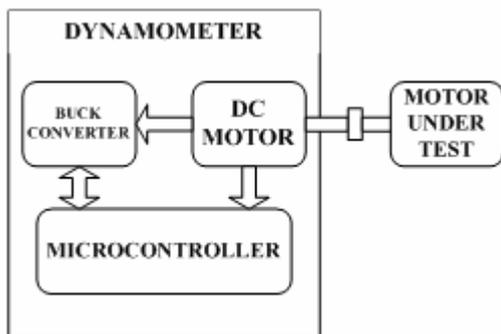 DYNAMOMETER
BUCK
CONVERTER
DC
MOTOR
MOTOR
UNDER
TEST
MICROCONTROLLER